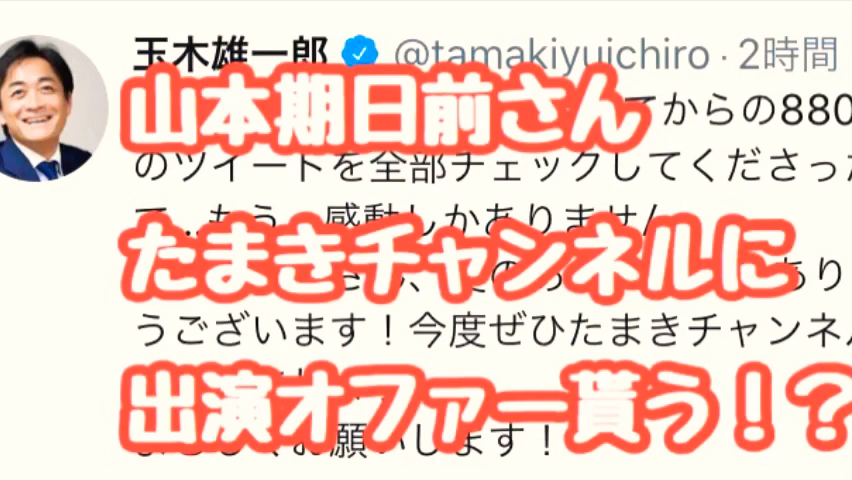 玉木雄一郎 @tamakiyuichiro · 2時間
山本期日前さん
てからの880
のツイートを全部チェックしてくださった
て…もう、感動しかありません
たまきチャンネルに
あり
うございます！今度ぜひたまきチャンネル
出演オファー貰う！？
お願いします！